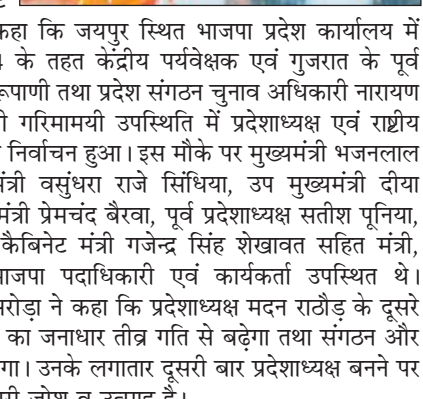 कहा कि जयपुर स्थित भाजपा प्रदेश कार्यालय में
के तहत केंद्रीय पर्यवेक्षक एवं गुजरात के पूर्व
रूपाणी तथा प्रदेश संगठन चुनाव अधिकारी नारायण
गरिमामयी उपस्थिति में प्रदेशाध्यक्ष एवं राष्ट्रीय
निर्वाचन हुआ। इस मौके पर मुख्यमंत्री भजनलाल
मंत्री वसुंधरा राजे सिंधिया, उप मुख्यमंत्री दीया
मंत्री प्रेमचंद बैरवा, पूर्व प्रदेशाध्यक्ष सतीश पूनिया,
कैबिनेट मंत्री गजेन्द्र सिंह शेखावत सहित मंत्री,
भाजपा पदाधिकारी एवं कार्यकर्ता उपस्थित थे।
अरोड़ा ने कहा कि प्रदेशाध्यक्ष मदन राठौड़ के दूसरे
का जनाधार तीव्र गति से बढ़ेगा तथा संगठन और
उनके लगातार दूसरी बार प्रदेशाध्यक्ष बनने पर